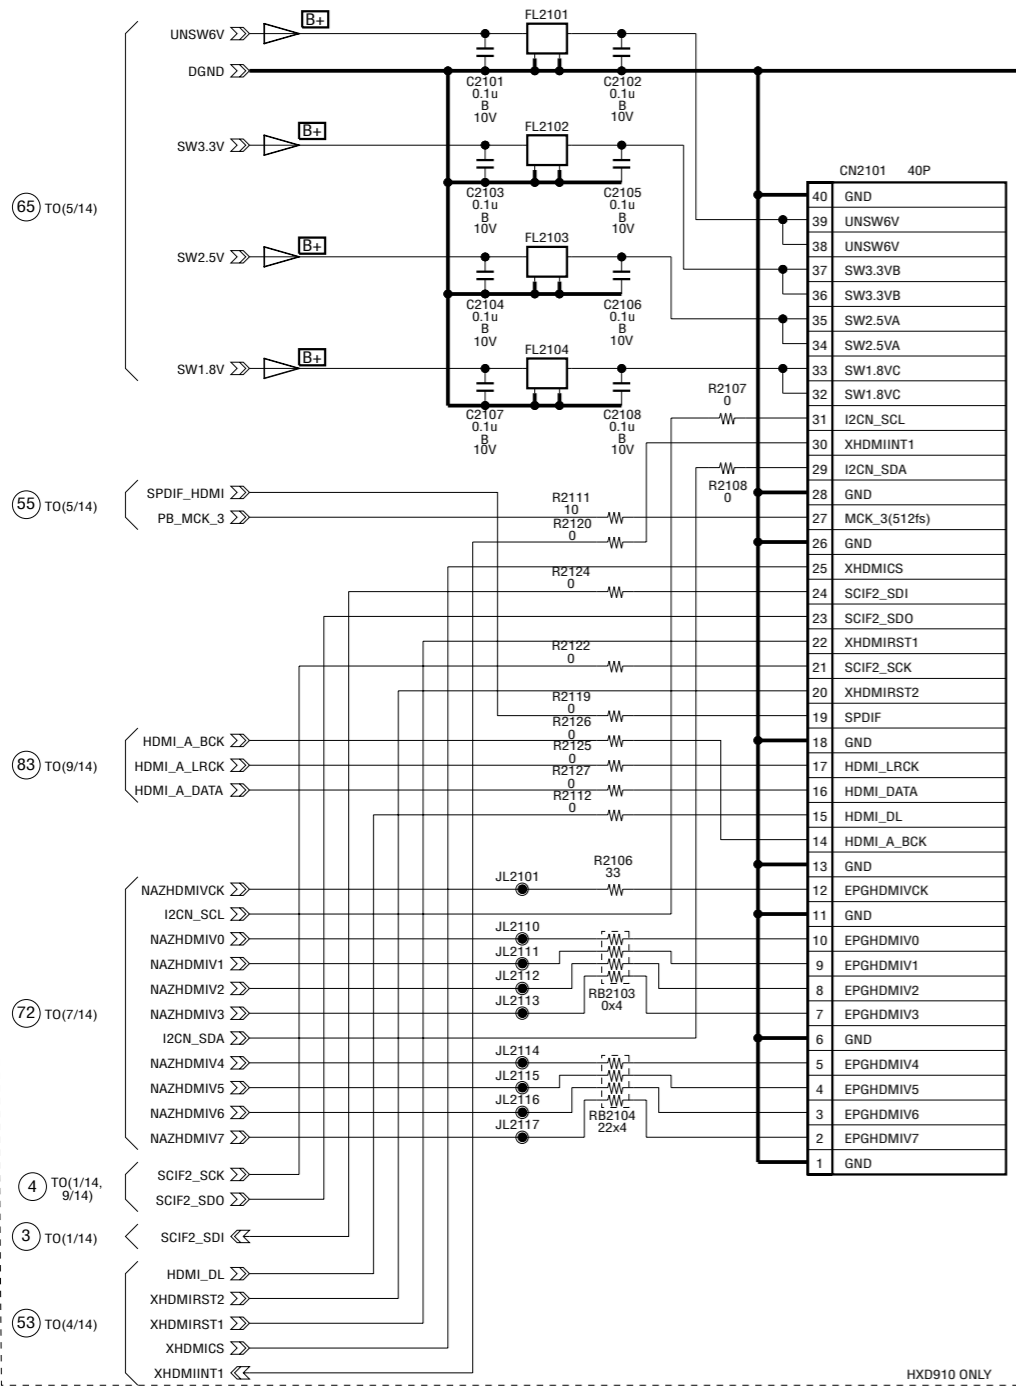 UNSW6V
B+
FL2101
DGND
C2101
0.1u
B
10V
C2102
0.1u
B
10V
SW3.3V
B+
FL2102
C2103
0.1u
B
10V
C2105
0.1u
B
10V
65 TO(5/14)
SW2.5V
B+
FL2103
C2104
0.1u
B
10V
C2106
0.1u
B
10V
SW1.8V
B+
FL2104
C2107
0.1u
B
10V
C2108
0.1u
B
10V
R2107
0
R2108
0
55 TO(5/14)
SPDIF_HDMI
PB_MCK_3
R2111
10
R2120
0
R2124
0
R2122
0
R2119
0
R2126
0
R2125
0
R2127
0
R2112
0
83 TO(9/14)
HDMI_A_BCK
HDMI_A_LRCK
HDMI_A_DATA
72 TO(7/14)
NAZHDMIVCK
I2CN_SCL
NAZHDMIV0
NAZHDMIV1
NAZHDMIV2
NAZHDMIV3
I2CN_SDA
NAZHDMIV4
NAZHDMIV5
NAZHDMIV6
NAZHDMIV7
JL2101
R2106
33
JL2110
JL2111
JL2112
JL2113
RB2103
0x4
JL2114
JL2115
JL2116
JL2117
RB2104
22x4
4 TO(1/14,
9/14)
SCIF2_SCK
SCIF2_SDO
3 TO(1/14)
SCIF2_SDI
53 TO(4/14)
HDMI_DL
XHDMIRST2
XHDMIRST1
XHDMICS
XHDMIINT1
CN2101 40P
40 GND
39 UNSW6V
38 UNSW6V
37 SW3.3VB
36 SW3.3VB
35 SW2.5VA
34 SW2.5VA
33 SW1.8VC
32 SW1.8VC
31 I2CN_SCL
30 XHDMIINT1
29 I2CN_SDA
28 GND
27 MCK_3(512fs)
26 GND
25 XHDMICS
24 SCIF2_SDI
23 SCIF2_SDO
22 XHDMIRST1
21 SCIF2_SCK
20 XHDMIRST2
19 SPDIF
18 GND
17 HDMI_LRCK
16 HDMI_DATA
15 HDMI_DL
14 HDMI_A_BCK
13 GND
12 EPGHDMIVCK
11 GND
10 EPGHDMIV0
9 EPGHDMIV1
8 EPGHDMIV2
7 EPGHDMIV3
6 GND
5 EPGHDMIV4
4 EPGHDMIV5
3 EPGHDMIV6
2 EPGHDMIV7
1 GND
HXD910 ONLY